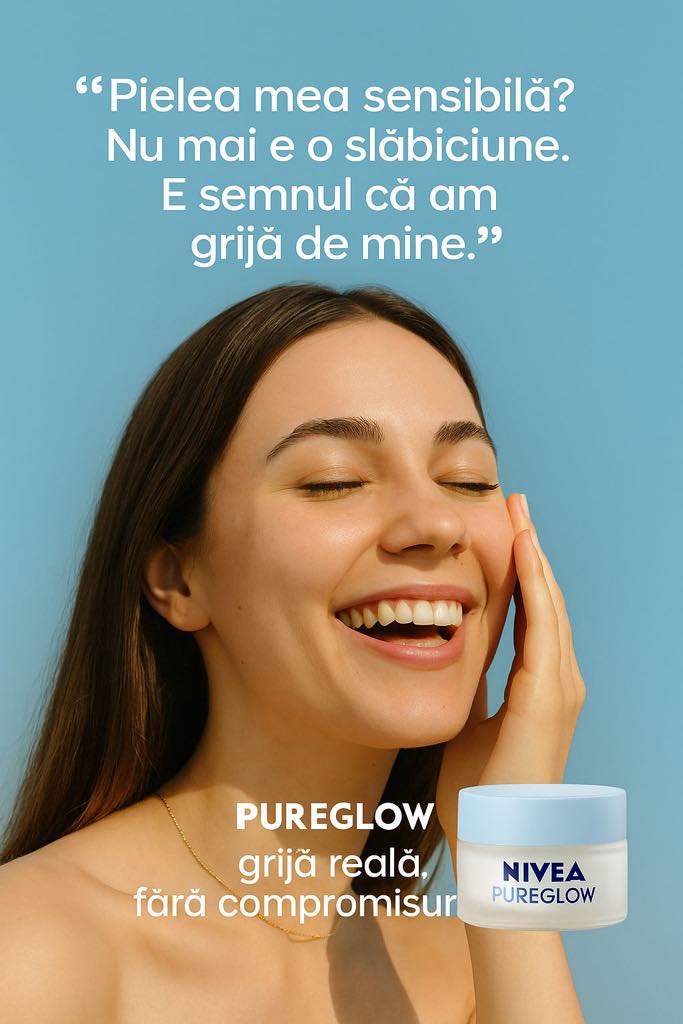 “Pielea mea sensibilă?
Nu mai e o slăbiciune.
E semnul că am
grijă de mine.”
PUREGLOW
grijă reală,
fără compromisur
NIVEA
PUREGLOW